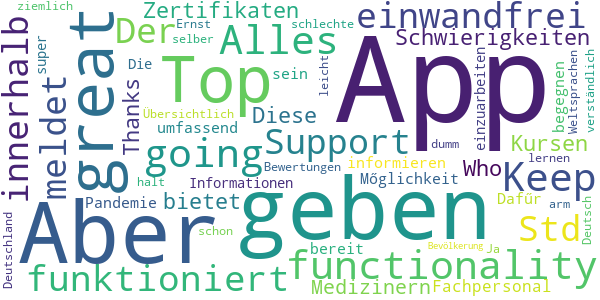 ziemlich
Zertifikaten
Ernst
schlechte
einwandfrei
Der
selber
Alles
Schwierigkeiten
super
Die
Top
sein
App
innerhalb
meldet
great
Thanks
leicht
einzuarbeiten
begegnen
Weltsprachen
verständlich
Übersichtlich
umfassend
Diese
Support
dumm
Kursen
going
Bewertungen
informieren
Who
Keep
lernen
halt
Informationen
Möglichkeit
Aber
Pandemie
bietet
geben
Dafür
arm
Deutsch
Deutschland
schon
bereit
Std
Bevölkerung
Ja
functionality
funktioniert
Medizinern
Fachpersonal